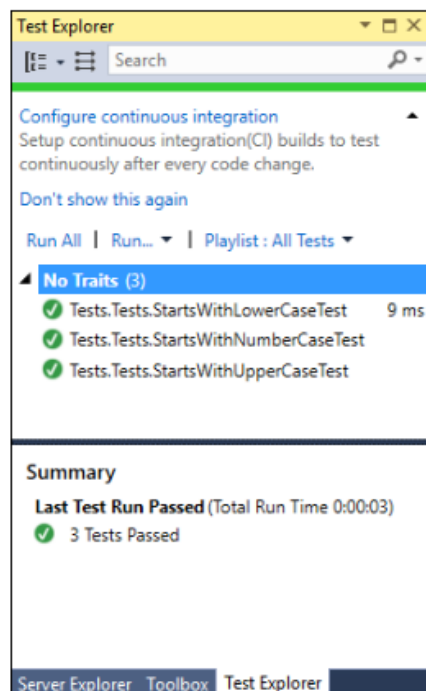 Test Explorer
Search
Configure continuous integration
Setup continuous integration(CI) builds to test
continuously after every code change.
Don't show this again
Run All | Run... | Playlist : All Tests
No Traits (3)
Tests.Tests.StartsWithLowerCaseTest 9 ms
Tests.Tests.StartsWithNumberCaseTest
Tests.Tests.StartsWithUpperCaseTest
Summary
Last Test Run Passed (Total Run Time 0:00:03)
3 Tests Passed
Server Explorer Toolbox Test Explorer